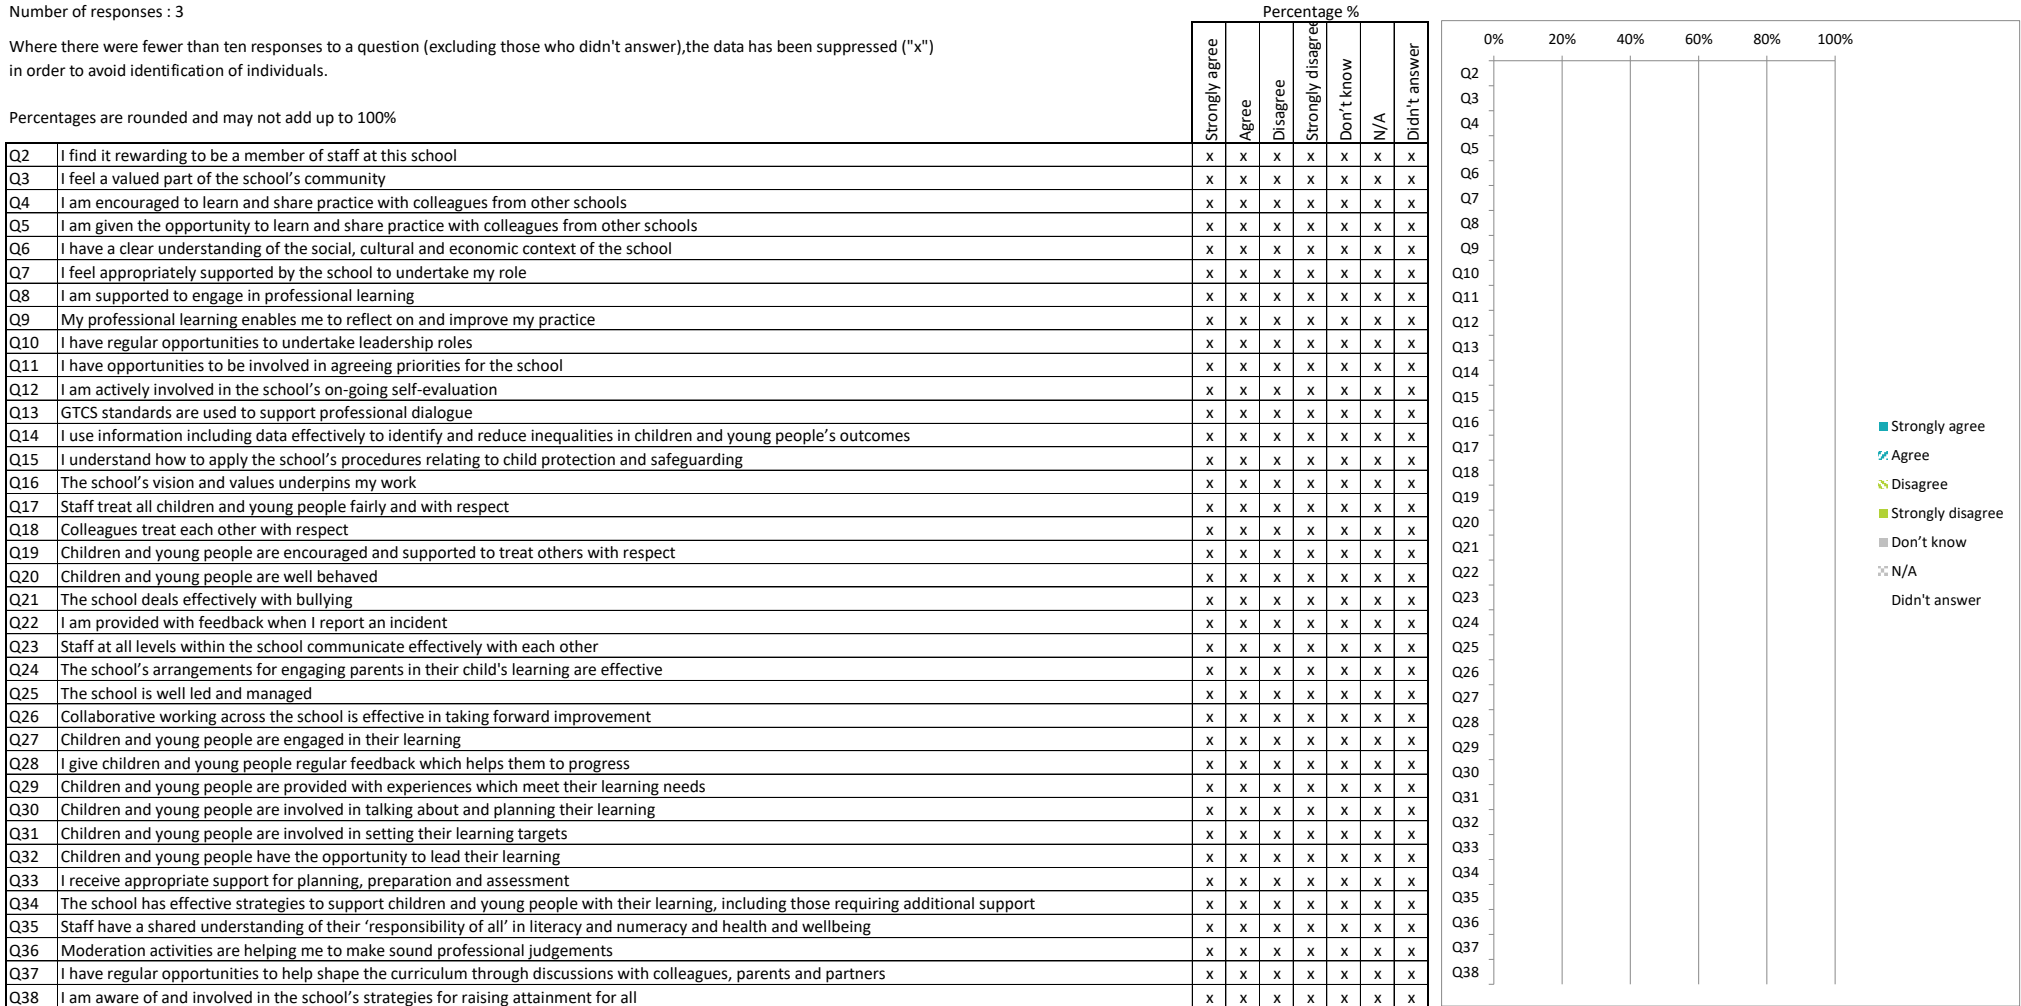 Number of responses : 3
Percentage %
Where there were fewer than ten responses to a question (excluding those who didn't answer),the data has been suppressed ("x")
in order to avoid identification of individuals.
Percentages are rounded and may not add up to 100%
Strongly agree
Agree
Disagree
Strongly disagree
Don't know
N/A
Didn't answer
Q2 I find it rewarding to be a member of staff at this school x x x x x x x
Q3 I feel a valued part of the school’s community x x x x x x x
Q4 I am encouraged to learn and share practice with colleagues from other schools x x x x x x x
Q5 I am given the opportunity to learn and share practice with colleagues from other schools x x x x x x x
Q6 I have a clear understanding of the social, cultural and economic context of the school x x x x x x x
Q7 I feel appropriately supported by the school to undertake my role x x x x x x x
Q8 I am supported to engage in professional learning x x x x x x x
Q9 My professional learning enables me to reflect on and improve my practice x x x x x x x
Q10 I have regular opportunities to undertake leadership roles x x x x x x x
Q11 I have opportunities to be involved in agreeing priorities for the school x x x x x x x
Q12 I am actively involved in the school’s on-going self-evaluation x x x x x x x
Q13 GTCS standards are used to support professional dialogue x x x x x x x
Q14 I use information including data effectively to identify and reduce inequalities in children and young people’s outcomes x x x x x x x
Q15 I understand how to apply the school’s procedures relating to child protection and safeguarding x x x x x x x
Q16 The school’s vision and values underpins my work x x x x x x x
Q17 Staff treat all children and young people fairly and with respect x x x x x x x
Q18 Colleagues treat each other with respect x x x x x x x
Q19 Children and young people are encouraged and supported to treat others with respect x x x x x x x
Q20 Children and young people are well behaved x x x x x x x
Q21 The school deals effectively with bullying x x x x x x x
Q22 I am provided with feedback when I report an incident x x x x x x x
Q23 Staff at all levels within the school communicate effectively with each other x x x x x x x
Q24 The school’s arrangements for engaging parents in their child's learning are effective x x x x x x x
Q25 The school is well led and managed x x x x x x x
Q26 Collaborative working across the school is effective in taking forward improvement x x x x x x x
Q27 Children and young people are engaged in their learning x x x x x x x
Q28 I give children and young people regular feedback which helps them to progress x x x x x x x
Q29 Children and young people are provided with experiences which meet their learning needs x x x x x x x
Q30 Children and young people are involved in talking about and planning their learning x x x x x x x
Q31 Children and young people are involved in setting their learning targets x x x x x x x
Q32 Children and young people have the opportunity to lead their learning x x x x x x x
Q33 I receive appropriate support for planning, preparation and assessment x x x x x x x
Q34 The school has effective strategies to support children and young people with their learning, including those requiring additional support x x x x x x x
Q35 Staff have a shared understanding of their ‘responsibility of all’ in literacy and numeracy and health and wellbeing x x x x x x x
Q36 Moderation activities are helping me to make sound professional judgements x x x x x x x
Q37 I have regular opportunities to help shape the curriculum through discussions with colleagues, parents and partners x x x x x x x
Q38 I am aware of and involved in the school’s strategies for raising attainment for all x x x x x x x
0% 20% 40% 60% 80% 100%
Q2
Q3
Q4
Q5
Q6
Q7
Q8
Q9
Q10
Q11
Q12
Q13
Q14
Q15
Q16
Q17
Q18
Q19
Q20
Q21
Q22
Q23
Q24
Q25
Q26
Q27
Q28
Q29
Q30
Q31
Q32
Q33
Q34
Q35
Q36
Q37
Q38
Strongly agree
Agree
Disagree
Strongly disagree
Don’t know
N/A
Didn't answer